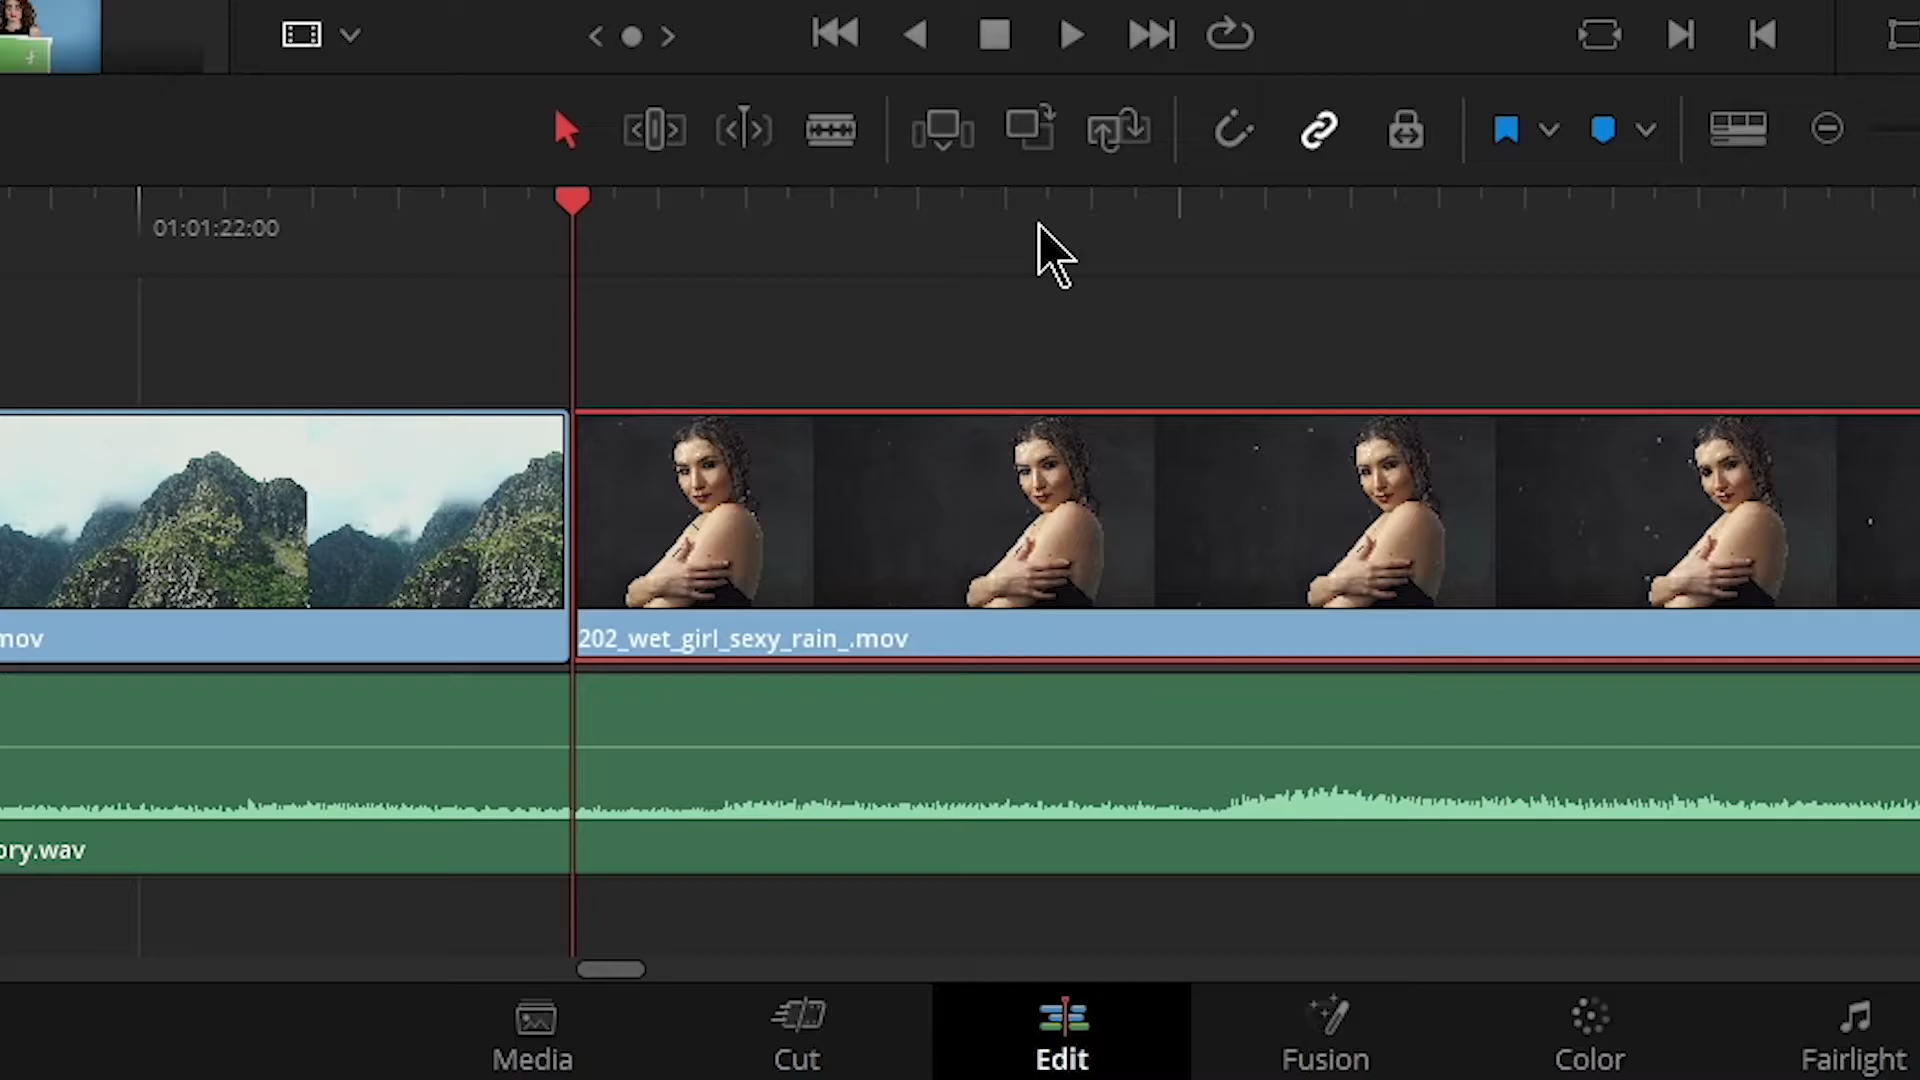 01:01:22:00
mov
202_wet_girl_sexy_rain_.mov
ory.wav
Media
Cut
Edit
Fusion
Color
Fairlight